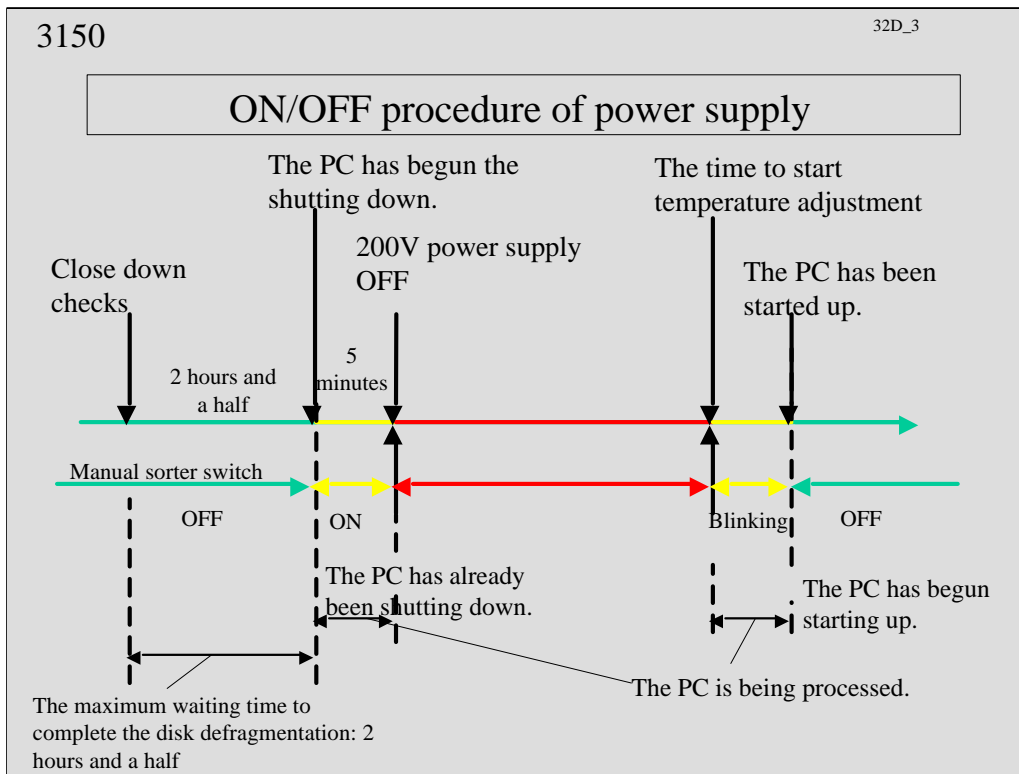 3150
32D_3
ON/OFF procedure of power supply
The PC has begun the
shutting down.
The time to start
temperature adjustment
200V power supply
OFF
Close down
checks
The PC has been
started up.
2 hours and
a half
5
minutes
Manual sorter switch
OFF
ON
Blinking
OFF
The PC has already
been shutting down.
The PC has begun
starting up.
The PC is being processed.
The maximum waiting time to
complete the disk defragmentation: 2
hours and a half